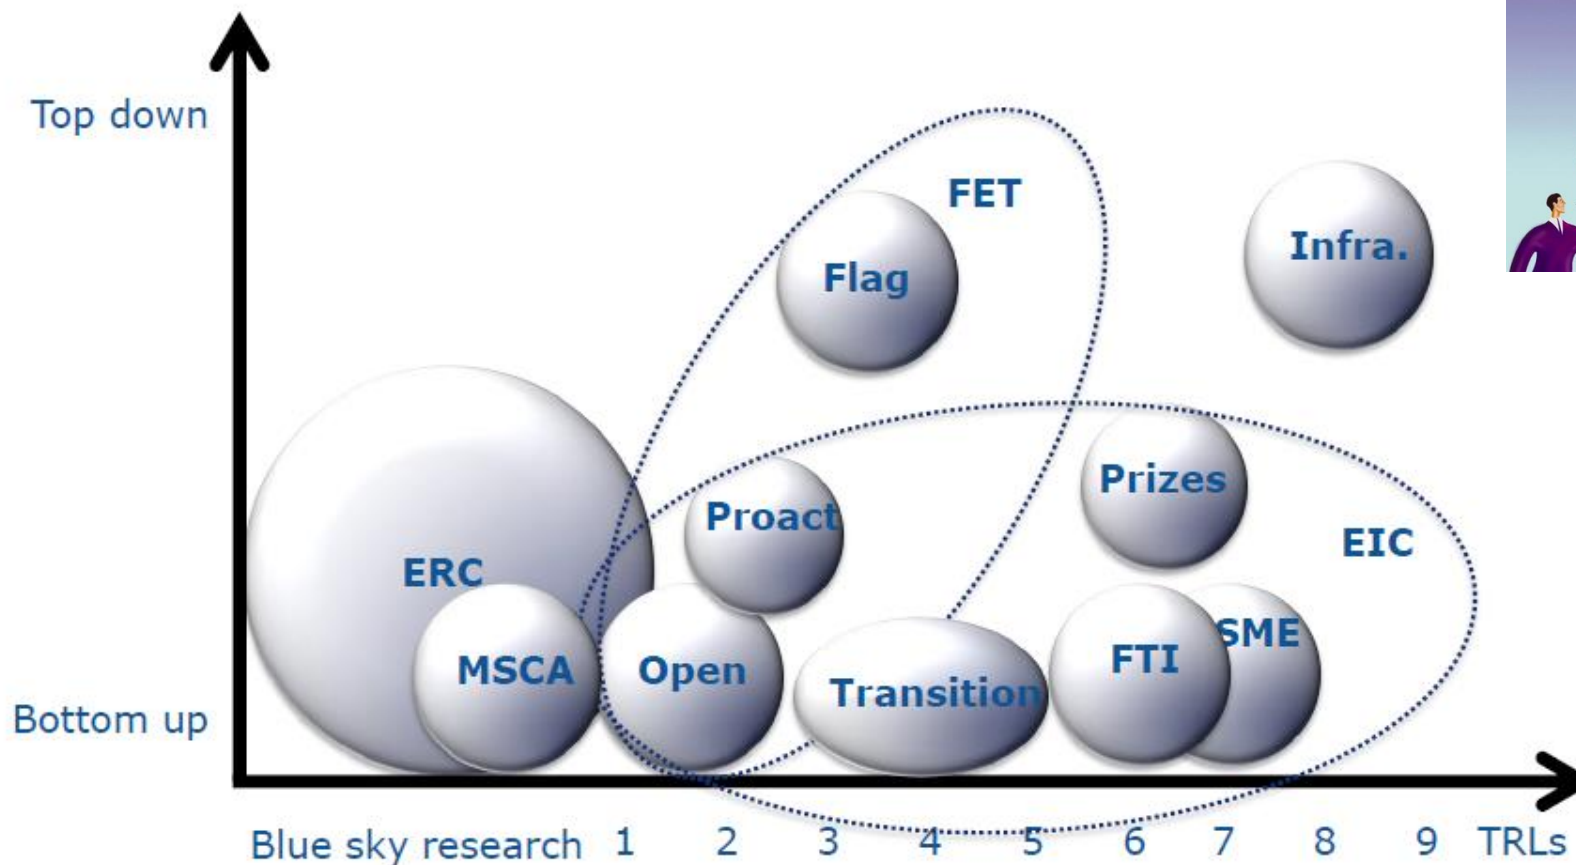 Top down
FET
Flag
Infra.
Prizes
Proact
EIC
ERC
SME
MSCA
Open
FTI
Transition
Bottom up
Blue sky research 1 2 3 4 5 6 7 8 9 TRLs